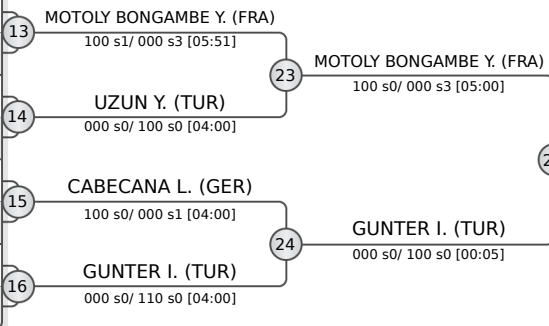 13
MOTOLY BONGAMBE Y. (FRA)
100 s1/ 000 s3 [05:51]
23
MOTOLY BONGAMBE Y. (FRA)
100 s0/ 000 s3 [05:00]
14
UZUN Y. (TUR)
000 s0/ 100 s0 [04:00]
15
CABECANA L. (GER)
100 s0/ 000 s1 [04:00]
24
GUNTER I. (TUR)
000 s0/ 100 s0 [00:05]
16
GUNTER I. (TUR)
000 s0/ 110 s0 [04:00]